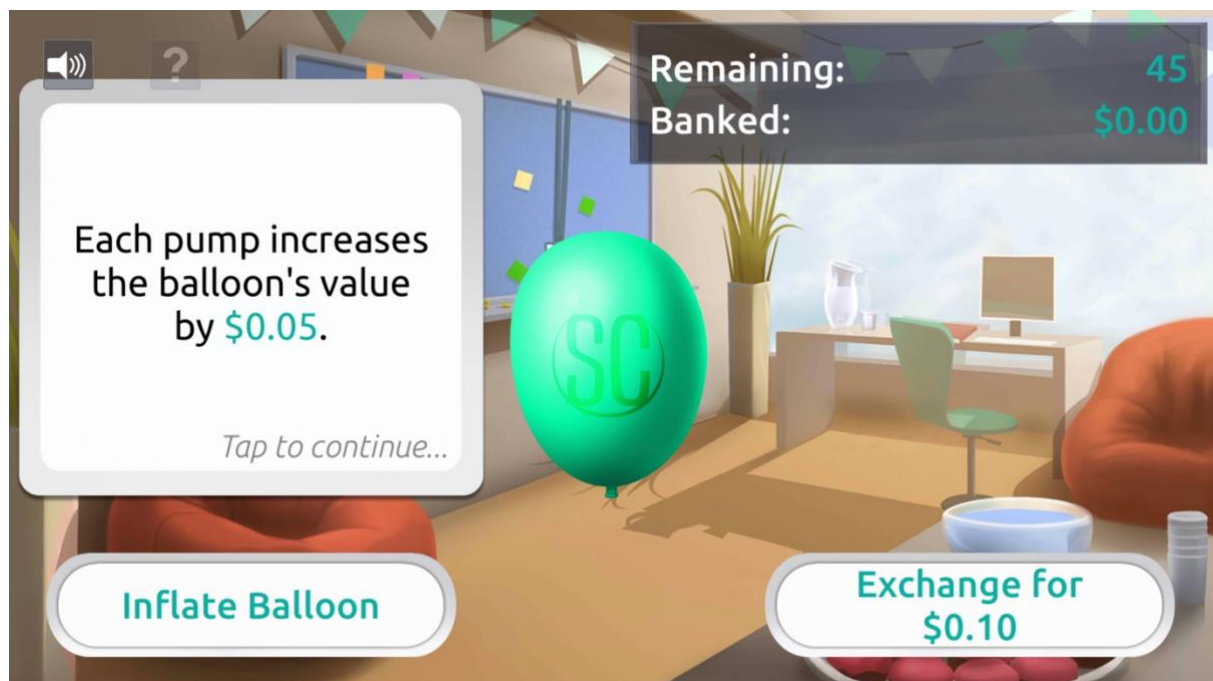 ?
Remaining: 45
Banked: $0.00
Each pump increases
the balloon's value
by $0.05.
Tap to continue...
SC
Inflate Balloon
Exchange for
$0.10